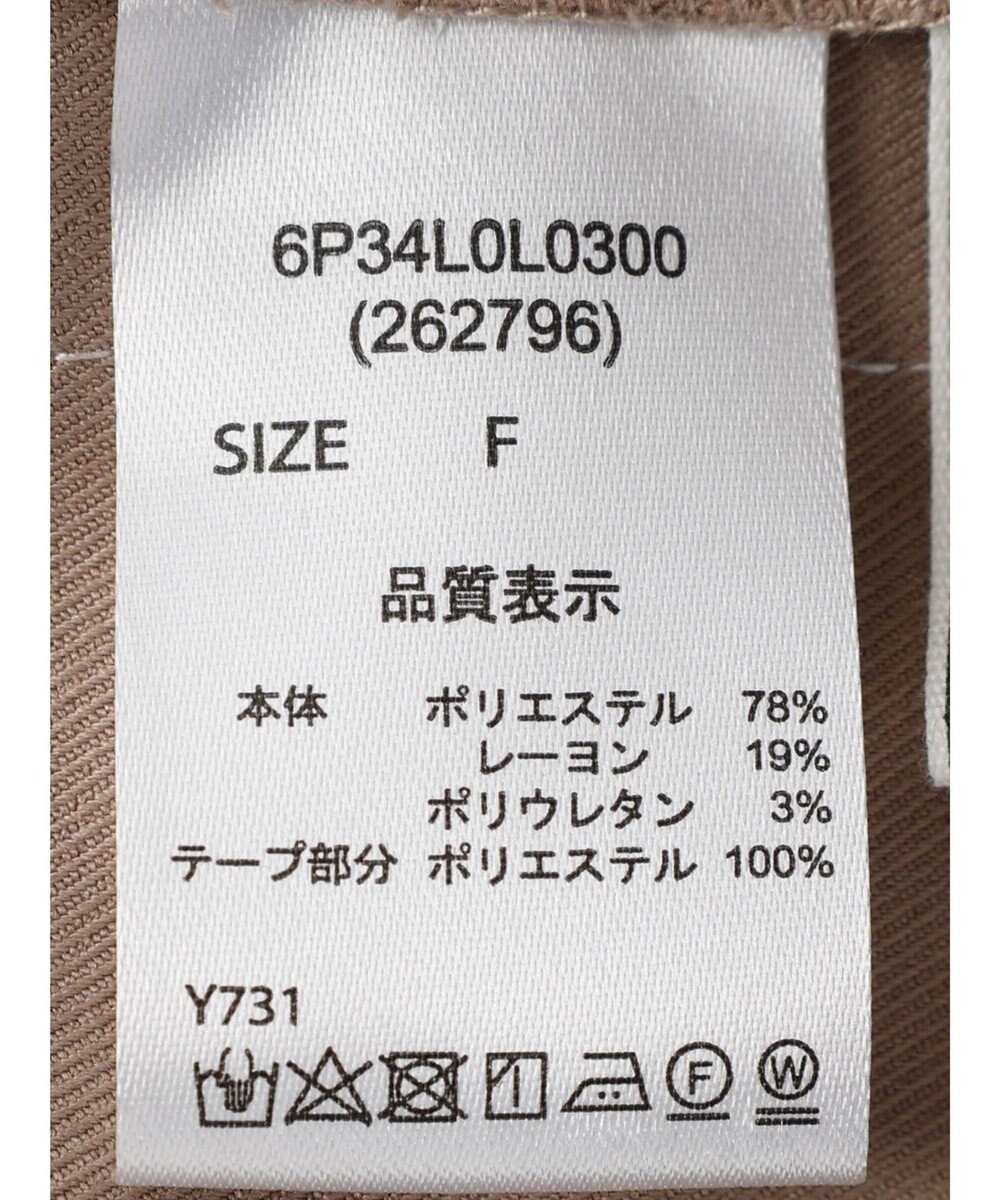 6P34L0L0300
(262796)
SIZE F
品質表示
本体 ポリエステル 78%
レーヨン 19%
ポリウレタン 3%
テープ部分 ポリエステル 100%
Y731
F W